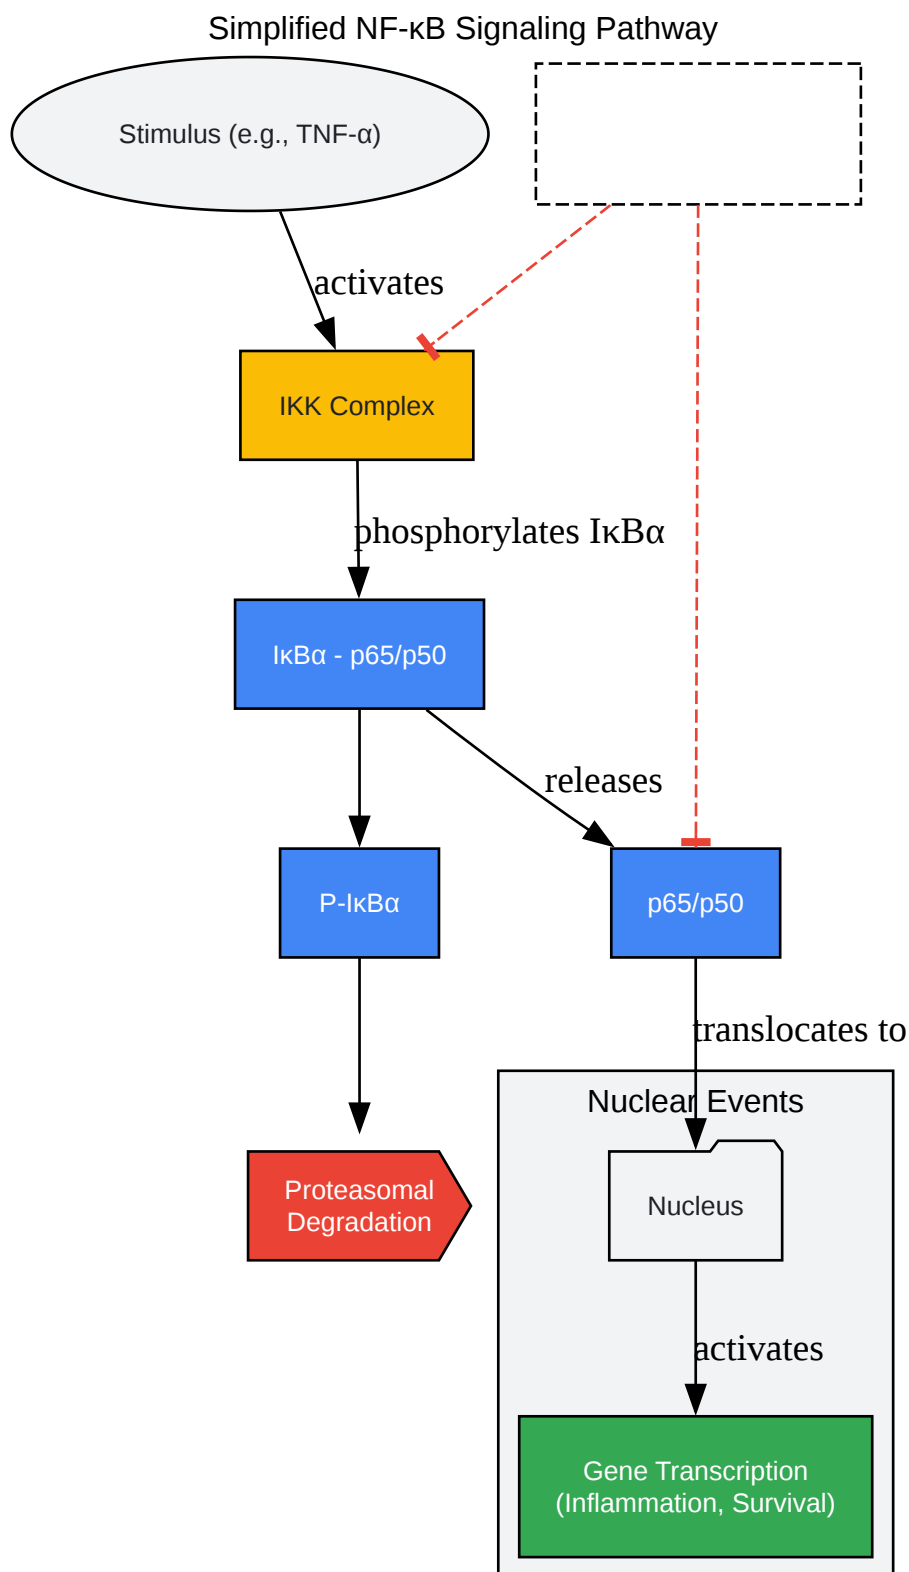 Simplified NF-κB Signaling Pathway
Stimulus (e.g., TNF-α)
activates
IKK Complex
phosphorylates IκBα
IκBα - p65/p50
releases
P-IκBα
p65/p50
translocates to
Nuclear Events
Proteasomal
Degradation
Nucleus
activates
Gene Transcription
(Inflammation, Survival)